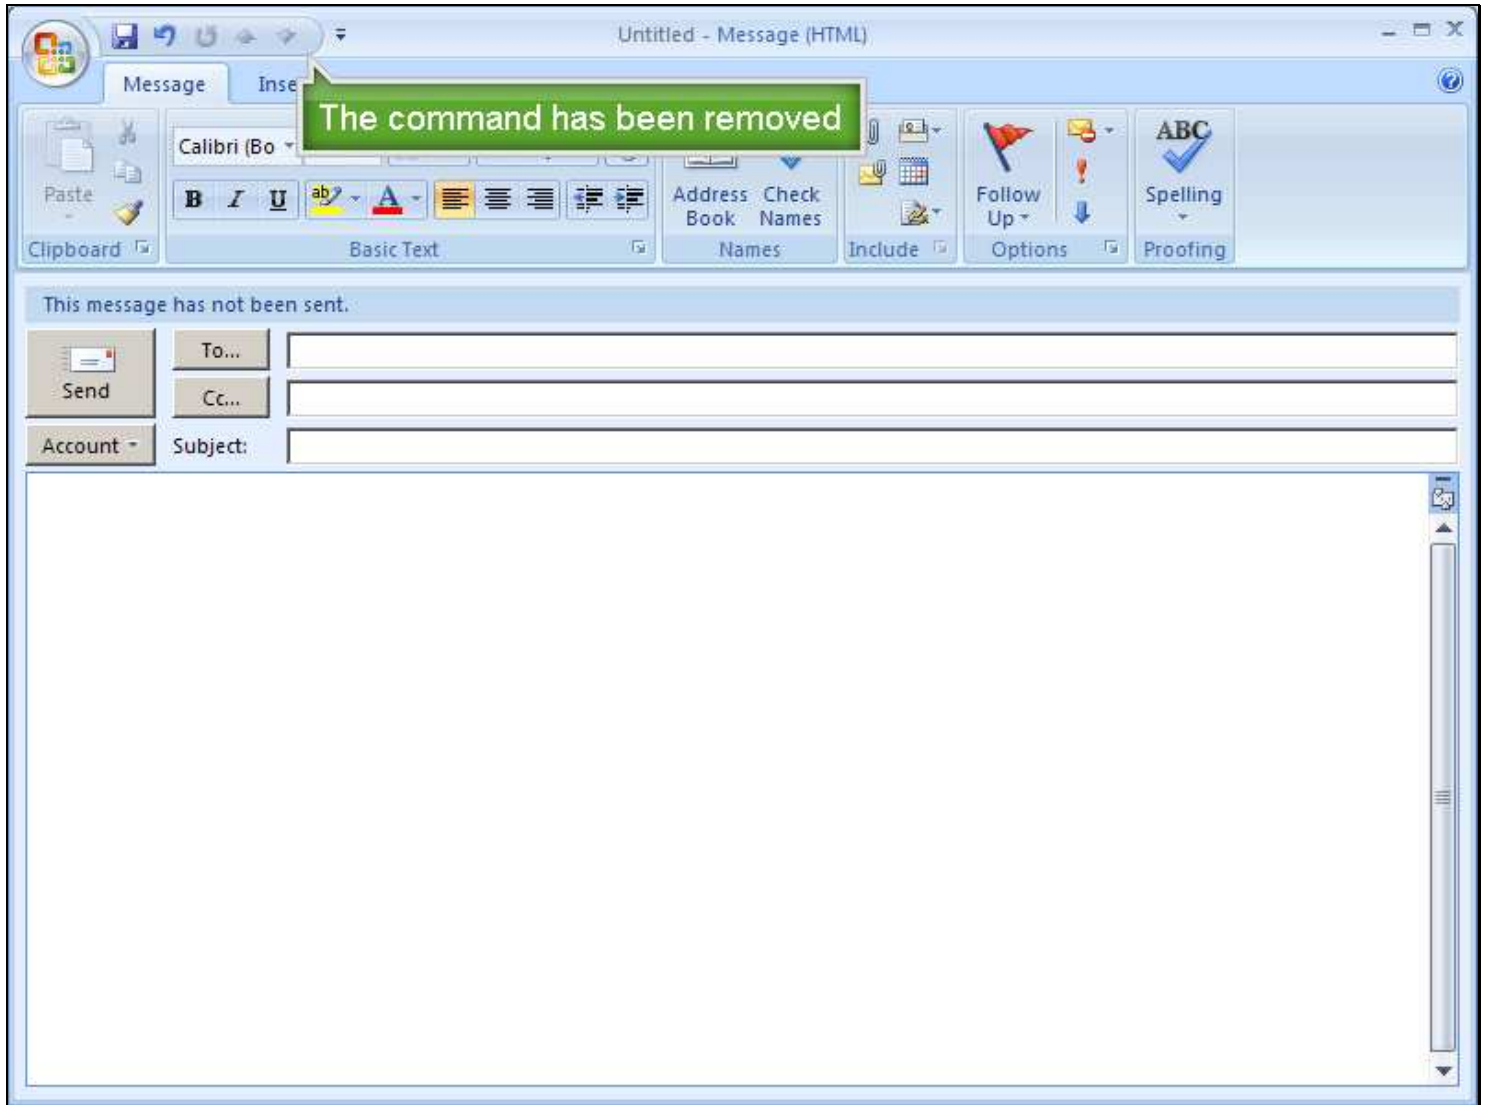 Untitled - Message (HTML)
Message Inse
The command has been removed
Calibri (Bo
Paste
B I U ab A
Address Book
Check Names
Follow Up
ABC
Spelling
Clipboard Basic Text Names Include Options Proofing
This message has not been sent.
To...
Send
Cc...
Account Subject: